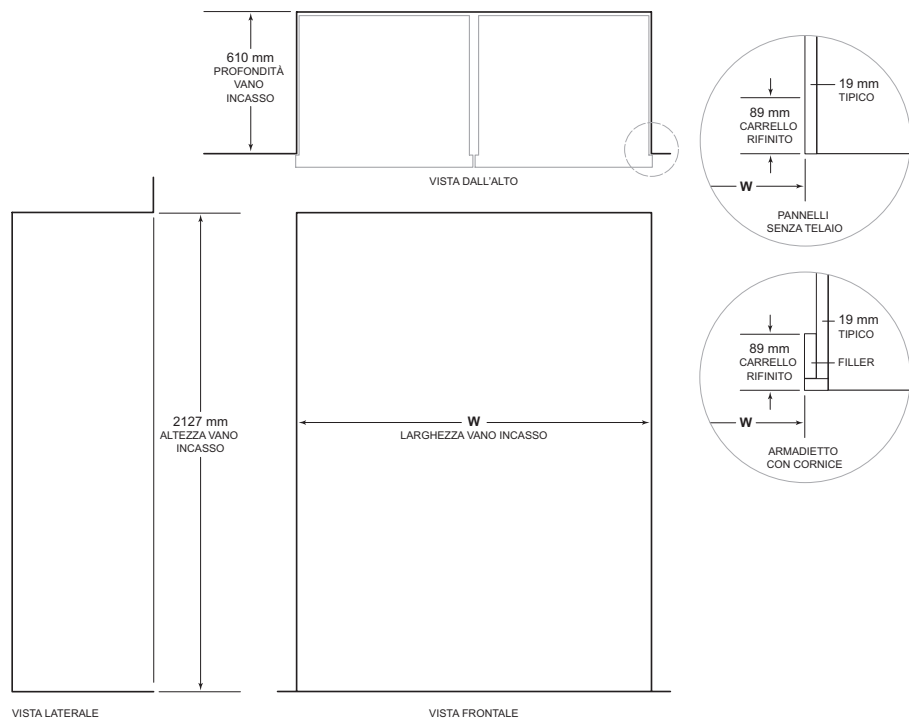 610 mm
PROFONDITÀ
VANO
INCASSO
VISTA DALL'ALTO
19 mm
TIPICO
89 mm
CARRELLO
RIFINITO
W
PANNELLI
SENZA TELAIO
19 mm
TIPICO
89 mm
CARRELLO
RIFINITO
FILLER
W
ARMADIETTO
CON CORNICE
2127 mm
ALTEZZA VANO
INCASSO
W
LARGHEZZA VANO INCASSO
VISTA LATERALE
VISTA FRONTALE